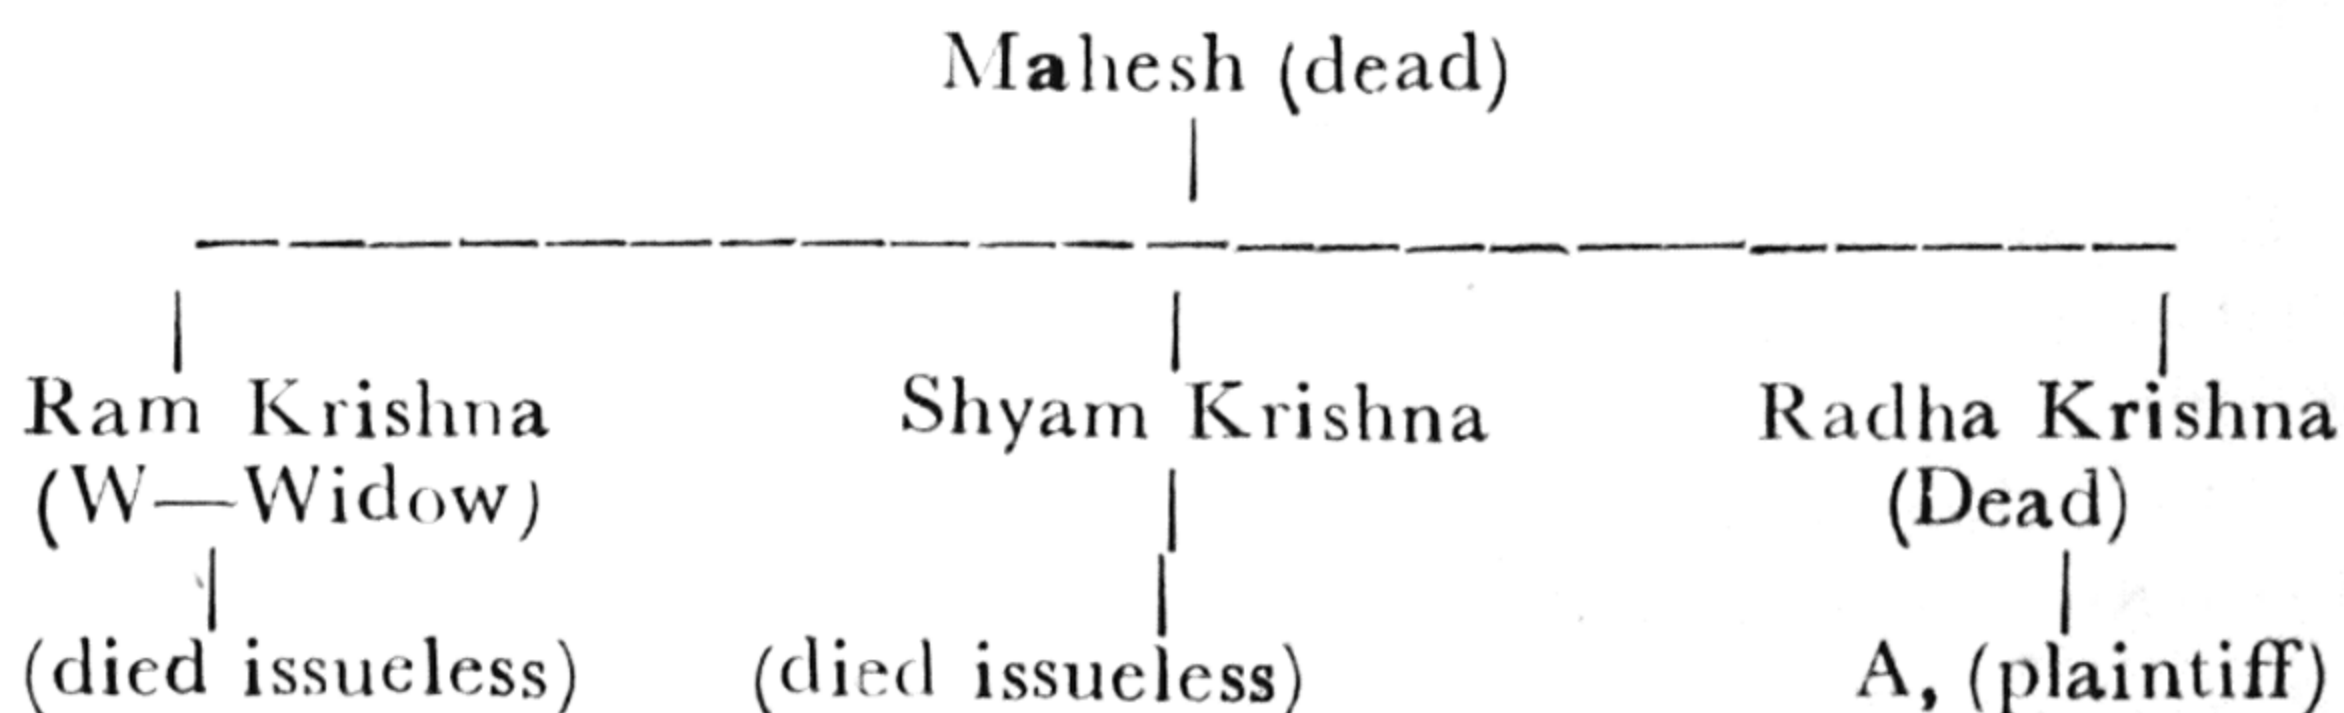 Mahesh (dead)
Ram Krishna Shyam Krishna Radha Krishna
(W—Widow) (Dead)
(died issueless) (died issueless) A, (plaintiff)